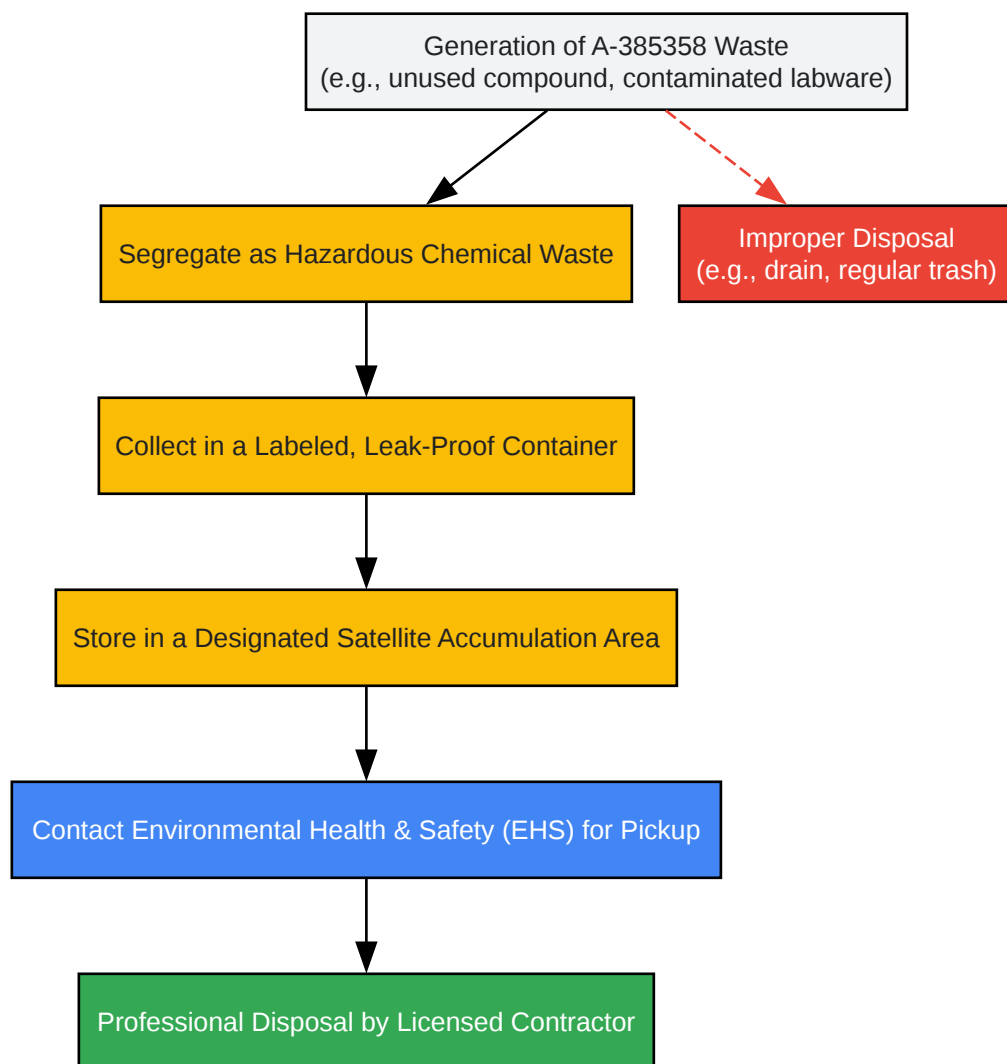 Generation of A-385358 Waste
(e.g., unused compound, contaminated labware)
Segregate as Hazardous Chemical Waste
Improper Disposal
(e.g., drain, regular trash)
Collect in a Labeled, Leak-Proof Container
Store in a Designated Satellite Accumulation Area
Contact Environmental Health & Safety (EHS) for Pickup
Professional Disposal by Licensed Contractor